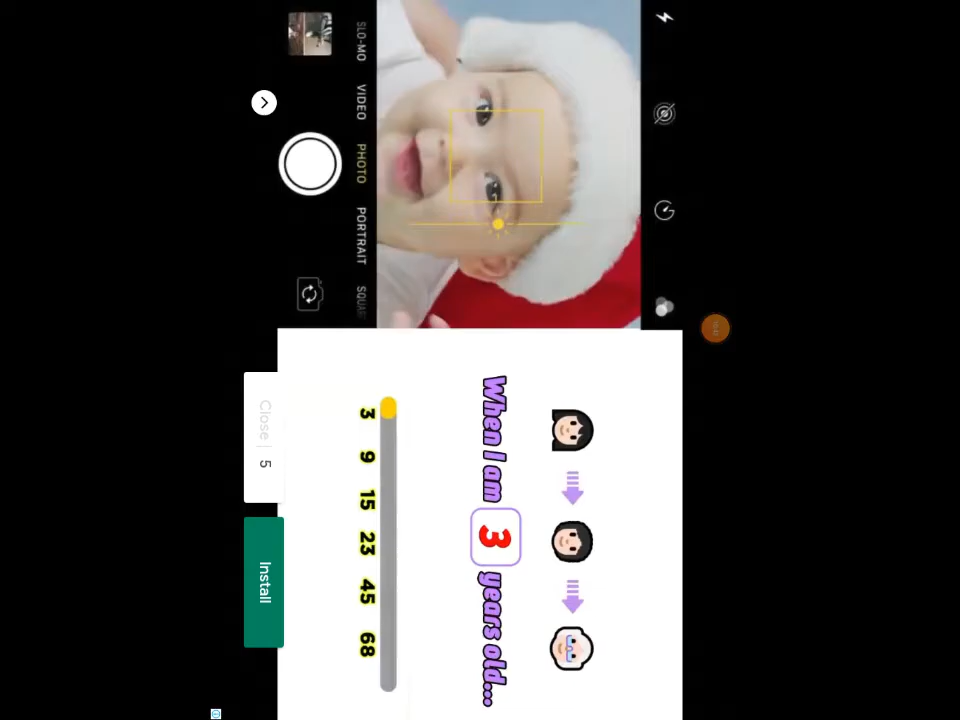 SLO-MO VIDEO PHOTO PORTRAIT
When I am 3 years old...
3 9 15 23 45 68
Close | 5
Install